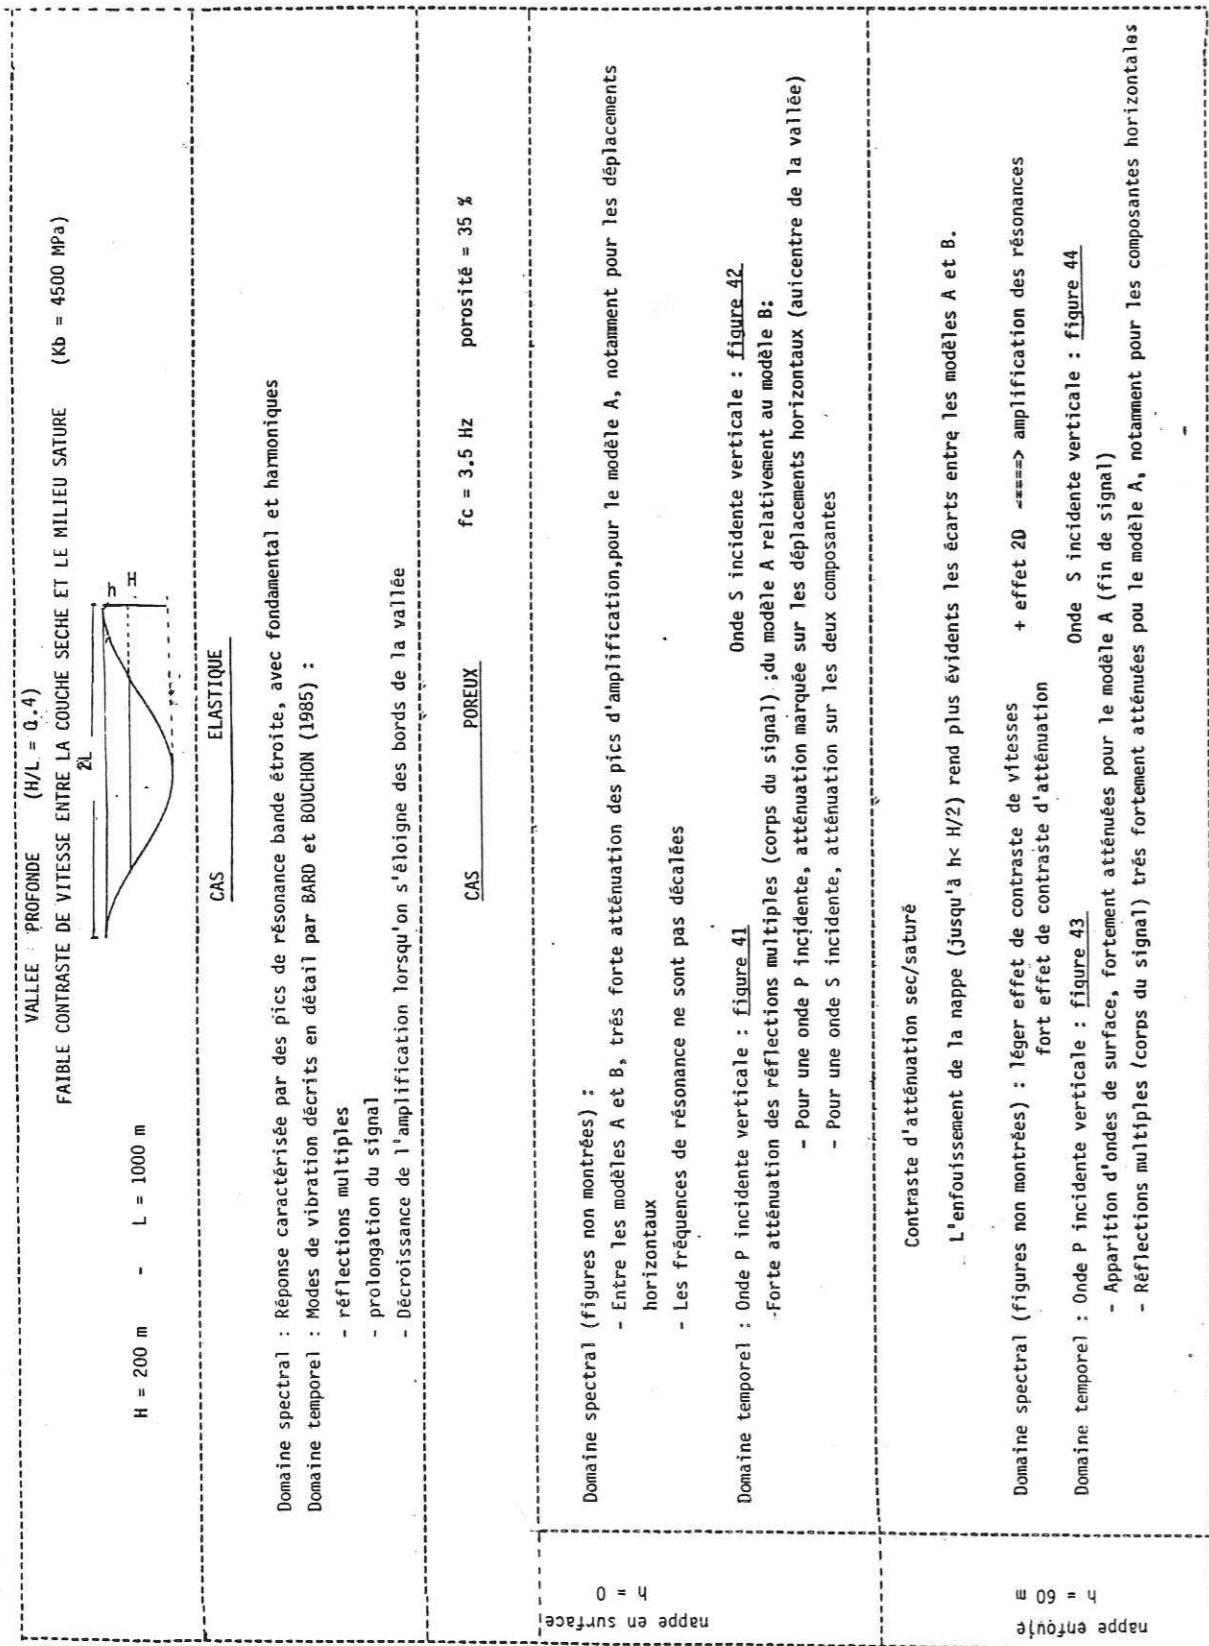 VALLEE PROFONDE (H/L = 0.4)
FAIBLE CONTRASTE DE VITESSE ENTRE LA COUCHE SECHE ET LE MILIEU SATURE (Kb = 4500 MPa)
H = 200 m - L = 1000 m
2L
h
H
CAS ELASTIQUE
Domaine spectral : Réponse caractérisée par des pics de résonance bande étroite, avec fondamental et harmoniques
Domaine temporel : Modes de vibration décrits en détail par BARD et BOUCHON (1985) :
- réflections multiples
- prolongation du signal
- Décroissance de l'amplification lorsqu'on s'éloigne des bords de la vallée
CAS POREUX fc = 3.5 Hz porosité = 35 %
nappe en surface
h = 0
Domaine spectral (figures non montrées) :
- Entre les modèles A et B, trés forte atténuation des pics d'amplification,pour le modèle A, notamment pour les déplacements
horizontaux
- Les fréquences de résonance ne sont pas décalées
Domaine temporel : Onde P incidente verticale : figure 41 Onde S incidente verticale : figure 42
-Forte atténuation des réflections multiples (corps du signal) ;du modèle A relativement au modèle B:
- Pour une onde P incidente, atténuation marquée sur les déplacements horizontaux (auicentre de la vallée)
- Pour une onde S incidente, atténuation sur les deux composantes
nappe enfouie
h = 60 m
Contraste d'atténuation sec/saturé
L'enfouissement de la nappe (jusqu'à h< H/2) rend plus évidents les écarts entre les modèles A et B.
Domaine spectral (figures non montrées) : léger effet de contraste de vitesses + effet 2D ====> amplification des résonances
fort effet de contraste d'atténuation
Domaine temporel : Onde P incidente verticale : figure 43 Onde S incidente verticale : figure 44
- Apparition d'ondes de surface, fortement atténuées pour le modèle A (fin de signal)
- Réflections multiples (corps du signal) trés fortement atténuées pou le modèle A, notamment pour les composantes horizontales